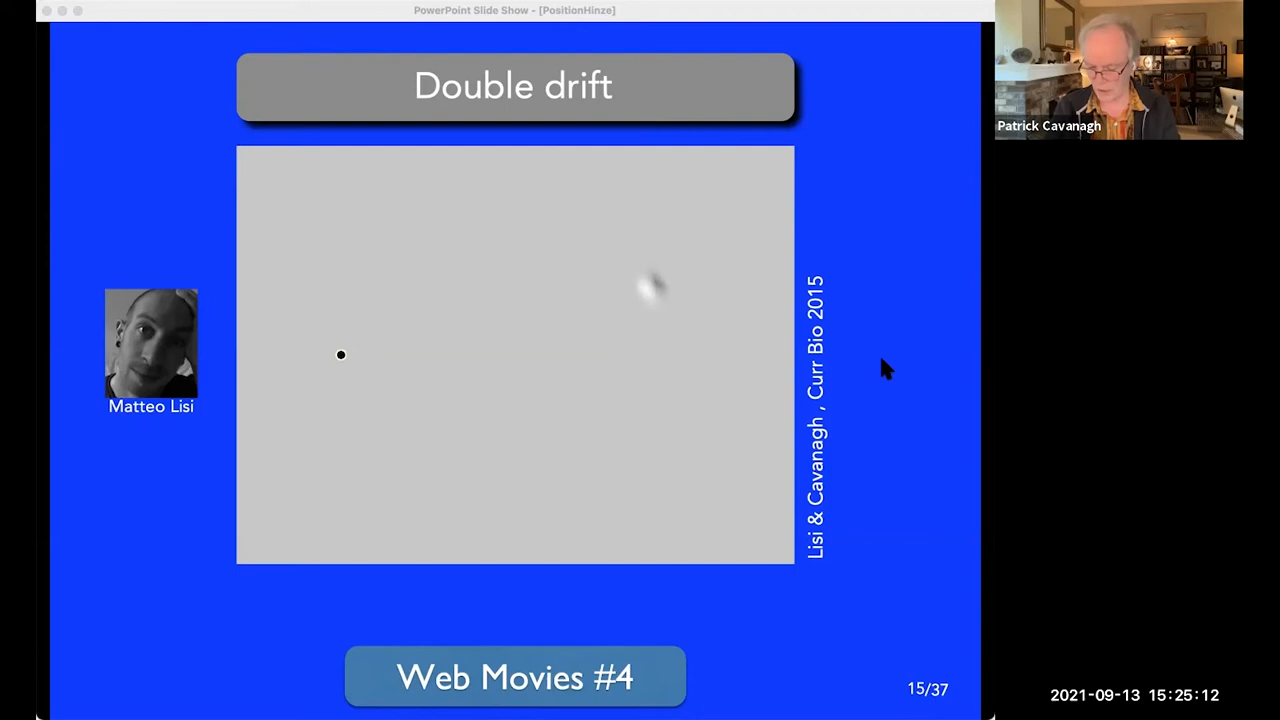 PowerPoint Slide Show - [PositionHinze]
Double drift
Patrick Cavanagh
Matteo Lisi
Lisi & Cavanagh , Curr Bio 2015
Web Movies #4
15/37
2021-09-13 15:25:12